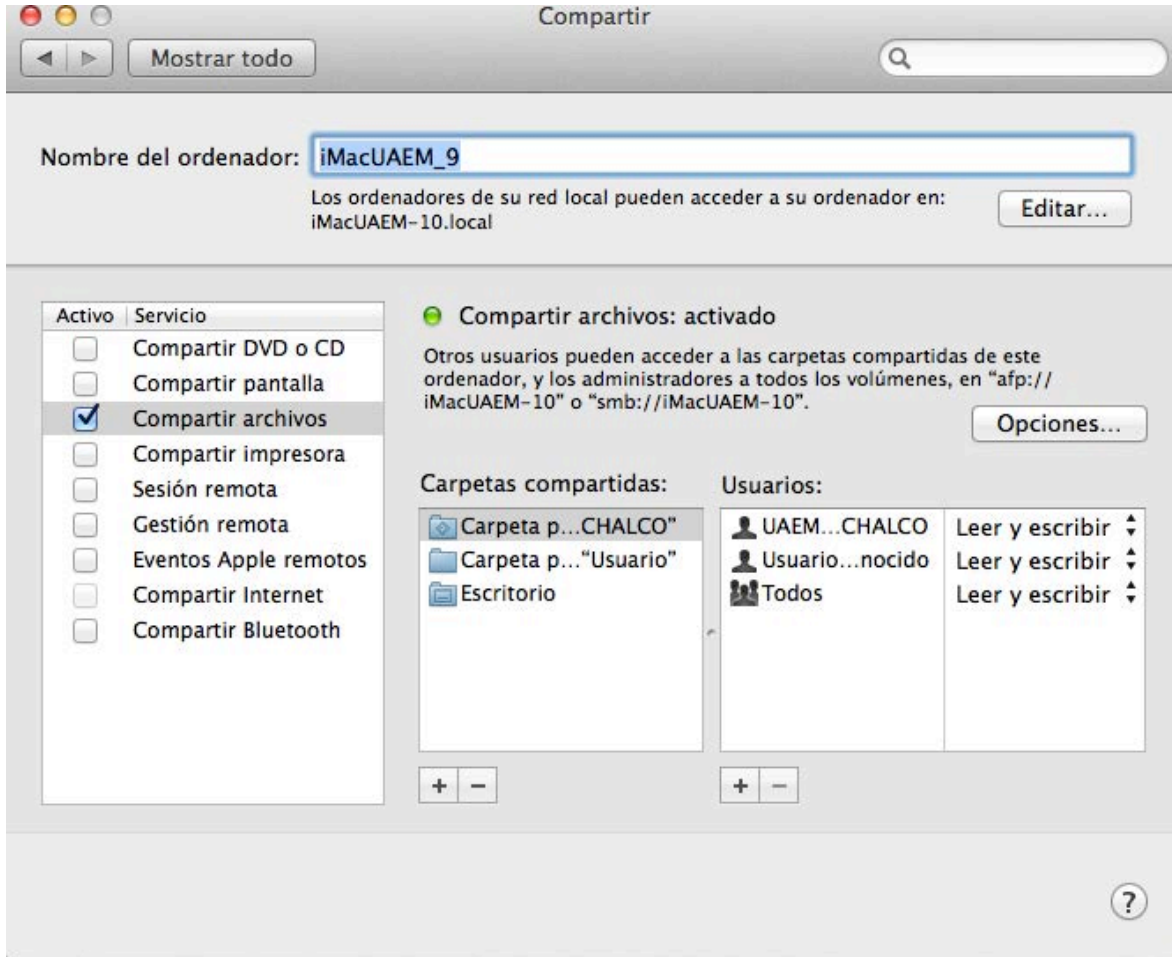 Compartir
Mostrar todo
Nombre del ordenador: iMacUAEM_9
Los ordenadores de su red local pueden acceder a su ordenador en:
iMacUAEM-10.local
Editar...
Activo Servicio
Compartir DVD o CD
Compartir pantalla
Compartir archivos
Compartir impresora
Sesión remota
Gestión remota
Eventos Apple remotos
Compartir Internet
Compartir Bluetooth
Compartir archivos: activado
Otros usuarios pueden acceder a las carpetas compartidas de este
ordenador, y los administradores a todos los volúmenes, en “afp://
iMacUAEM-10” o “smb://iMacUAEM-10”.
Opciones...
Carpetas compartidas:
Carpeta p...CHALCO”
Carpeta p...“Usuario”
Escritorio
Usuarios:
UAEM...CHALCO Leer y escribir
Usuario...nocido Leer y escribir
Todos Leer y escribir
+ −
+ −
?